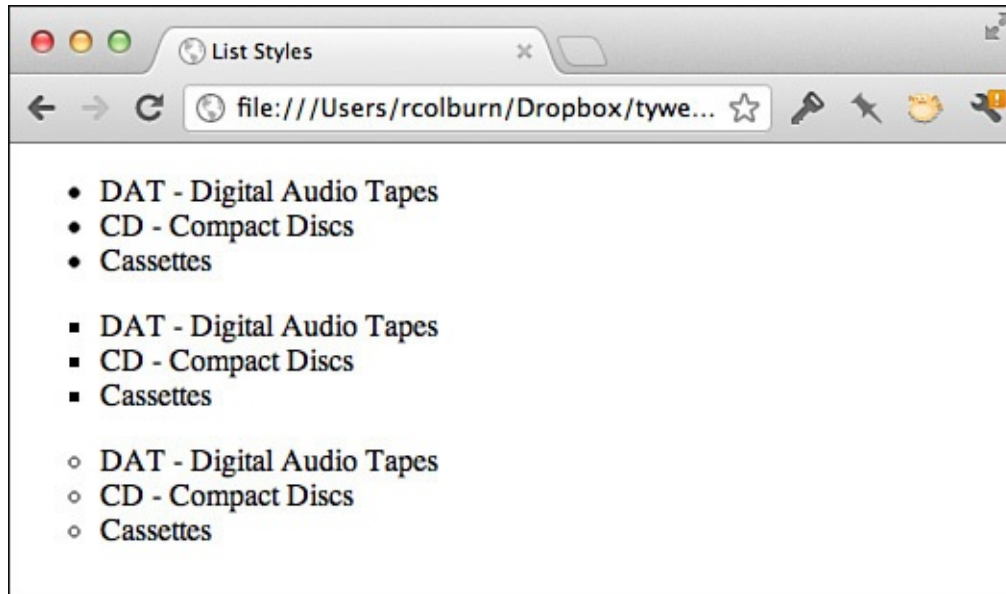 List Styles
file:///Users/rcolburn/Dropbox/tywe...
DAT - Digital Audio Tapes
CD - Compact Discs
Cassettes
DAT - Digital Audio Tapes
CD - Compact Discs
Cassettes
DAT - Digital Audio Tapes
CD - Compact Discs
Cassettes